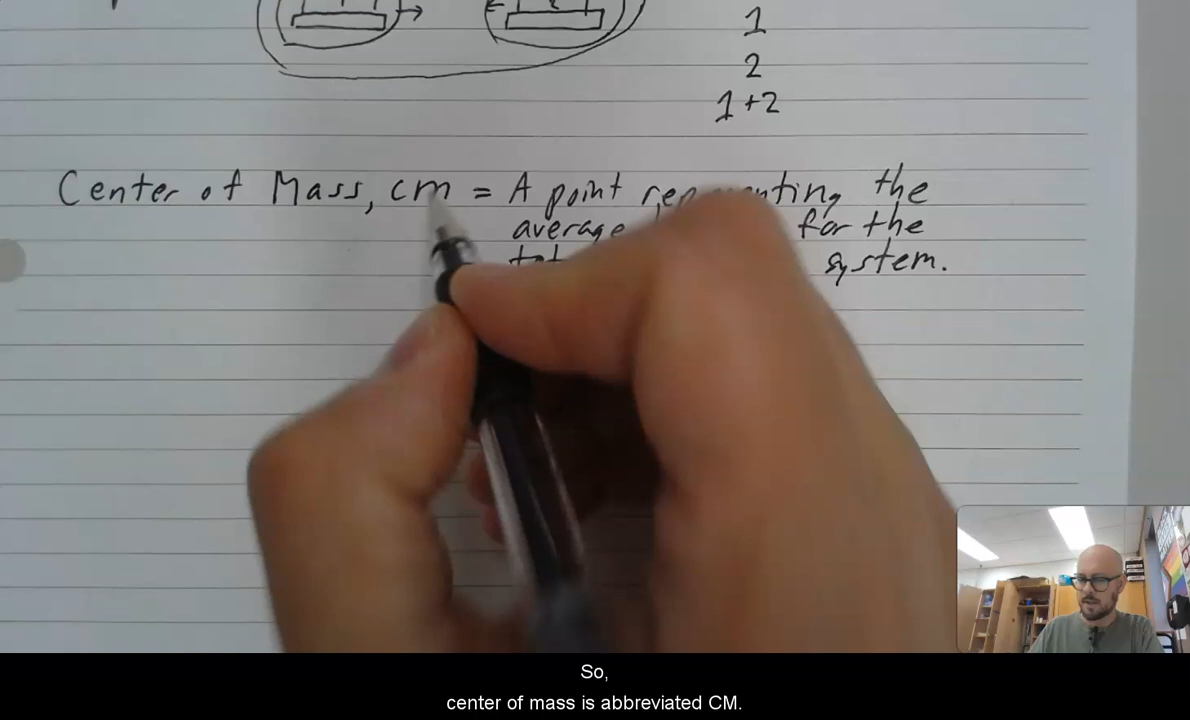 1
2
1 + 2
Center of Mass, cm = A point representing the
average for the
system.
So,
center of mass is abbreviated CM.